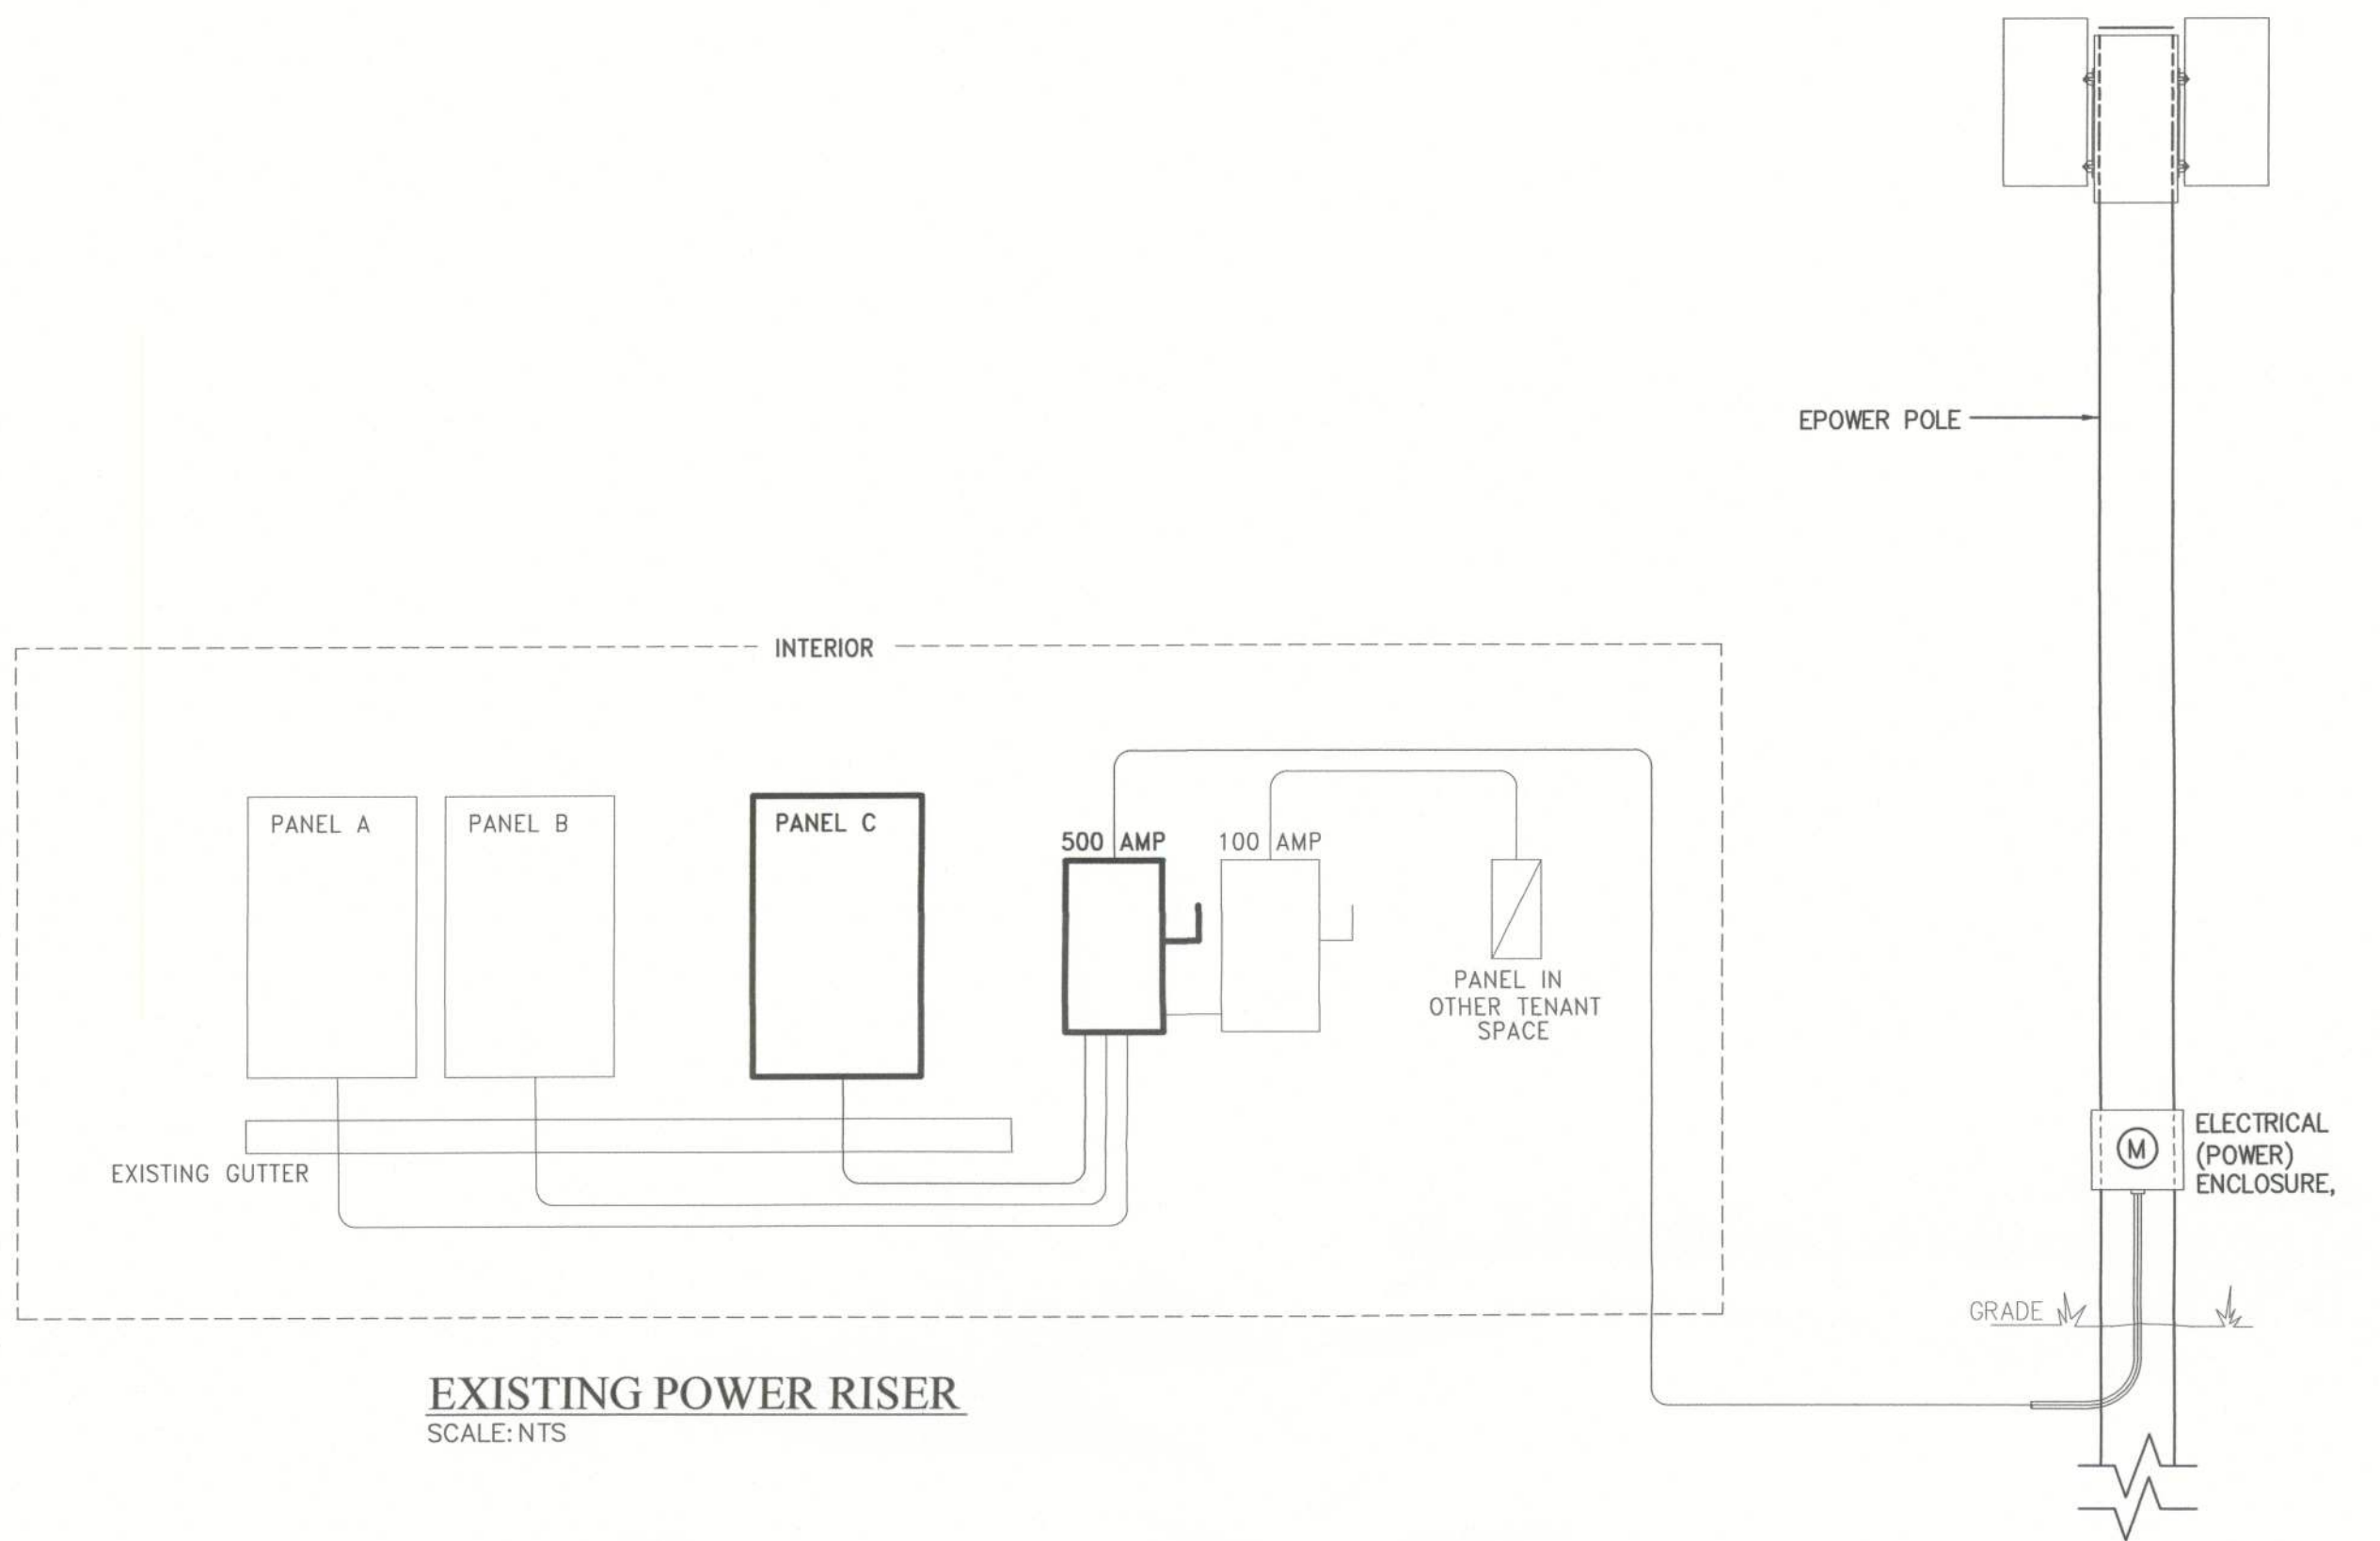 EPOWER POLE
INTERIOR
PANEL A
PANEL B
PANEL C
500 AMP
100 AMP
PANEL IN
OTHER TENANT
SPACE
EXISTING GUTTER
M
ELECTRICAL
(POWER)
ENCLOSURE,
GRADE
EXISTING POWER RISER
SCALE: NTS